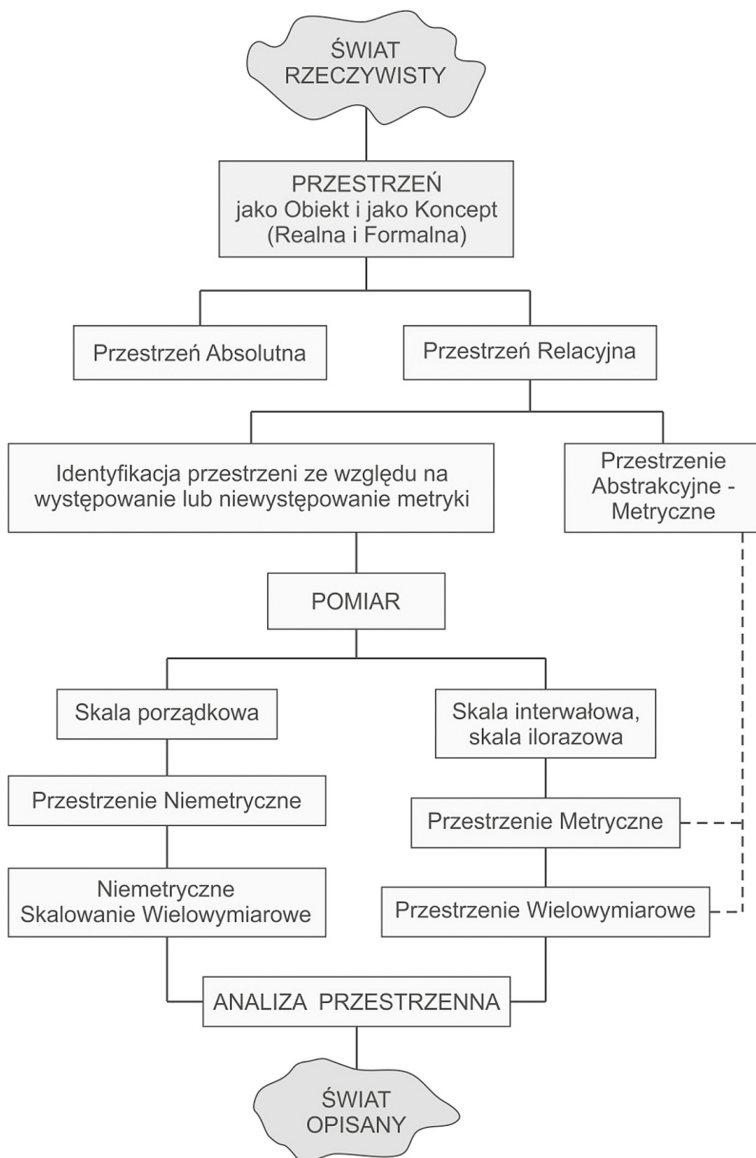 ŚWIAT
RZECZYWISTY
PRZESTRZEŃ
jako Obiekt i jako Koncept
(Realna i Formalna)
Przestrzeń Absolutna
Przestrzeń Relacyjna
Identyfikacja przestrzeni ze względu na
występowanie lub niewystępowanie metryki
Przestrzenie
Abstrakcyjne -
Metryczne
POMIAR
Skala porządkowa
Skala interwałowa,
skala ilorazowa
Przestrzenie Niemetryczne
Przestrzenie Metryczne
Niemetryczne
Skalowanie Wielowymiarowe
Przestrzenie Wielowymiarowe
ANALIZA PRZESTRZENNA
ŚWIAT
OPISANY